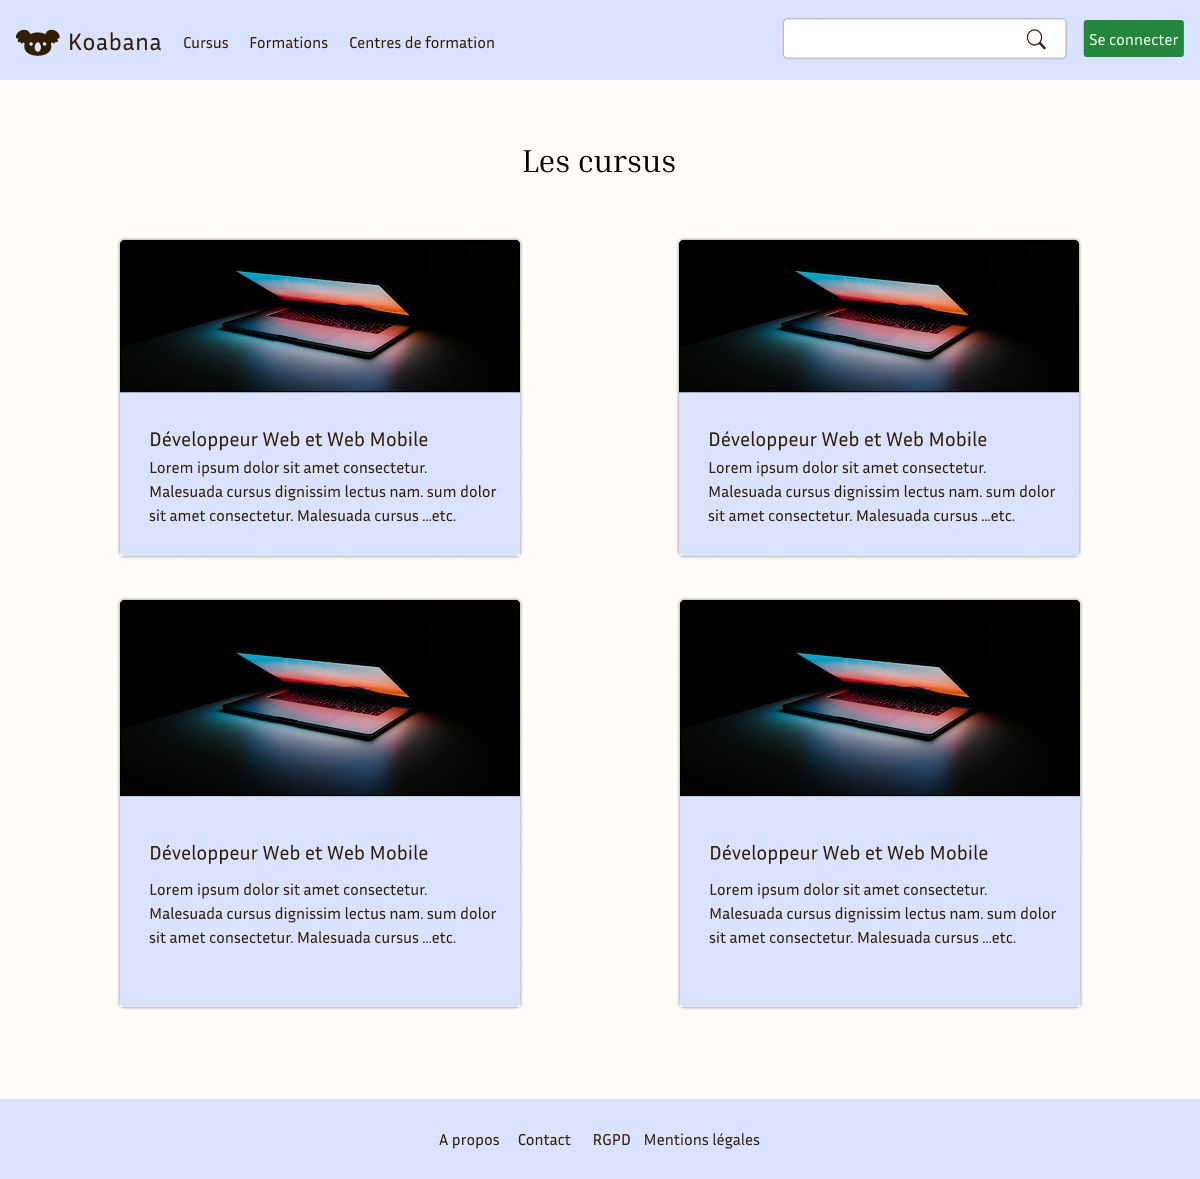 Koabana Cursus Formations Centres de formation Se connecter
Les cursus
Développeur Web et Web Mobile
Lorem ipsum dolor sit amet consectetur.
Malesuada cursus dignissim lectus nam. sum dolor
sit amet consectetur. Malesuada cursus ...etc.
Développeur Web et Web Mobile
Lorem ipsum dolor sit amet consectetur.
Malesuada cursus dignissim lectus nam. sum dolor
sit amet consectetur. Malesuada cursus ...etc.
Développeur Web et Web Mobile
Lorem ipsum dolor sit amet consectetur.
Malesuada cursus dignissim lectus nam. sum dolor
sit amet consectetur. Malesuada cursus ...etc.
Développeur Web et Web Mobile
Lorem ipsum dolor sit amet consectetur.
Malesuada cursus dignissim lectus nam. sum dolor
sit amet consectetur. Malesuada cursus ...etc.
A propos Contact RGPD Mentions légales